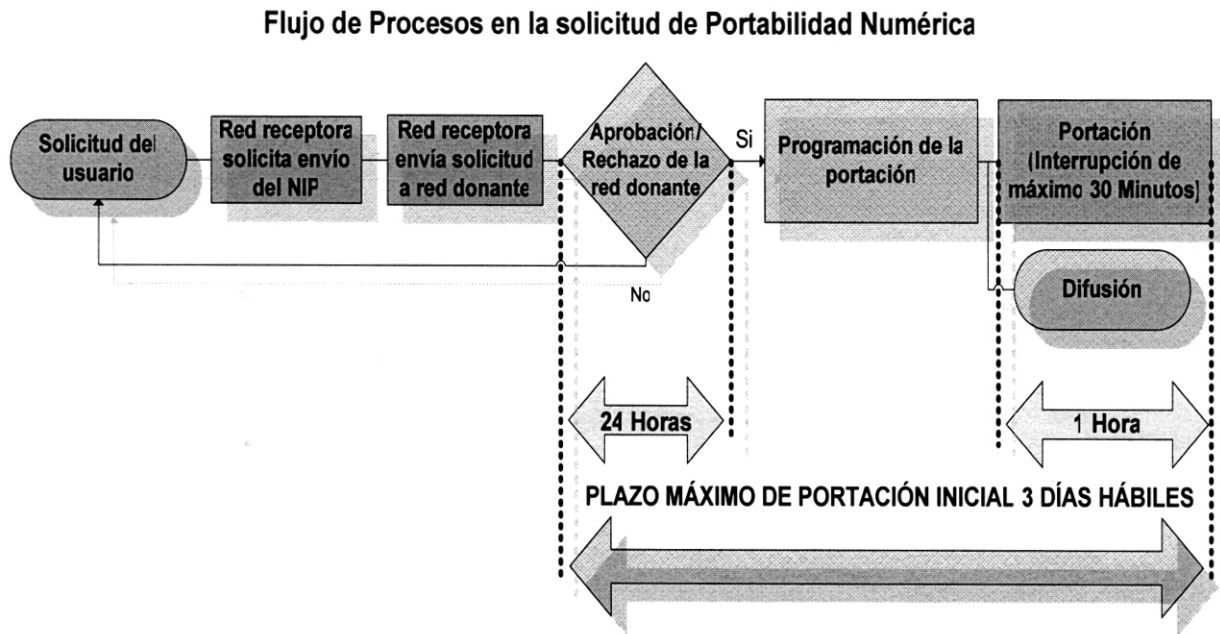 Flujo de Procesos en la solicitud de Portabilidad Numérica
Solicitud del
usuario
Red receptora
solicita envío
del NIP
Red receptora
envía solicitud
a red donante
Aprobación/
Rechazo de la
red donante
Si
No
Programación de la
portación
Portación
(Interrupción de
máximo 30 Minutos)
Difusión
24 Horas
1 Hora
PLAZO MÁXIMO DE PORTACIÓN INICIAL 3 DÍAS HÁBILES